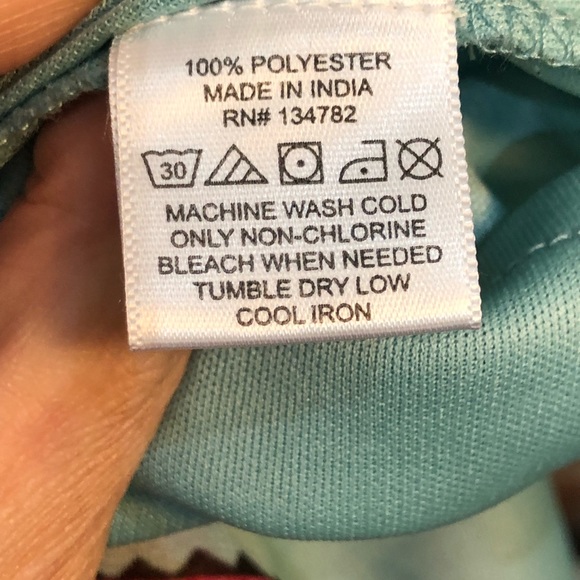 100% POLYESTER
MADE IN INDIA
RN# 134782
30
MACHINE WASH COLD
ONLY NON-CHLORINE
BLEACH WHEN NEEDED
TUMBLE DRY LOW
COOL IRON